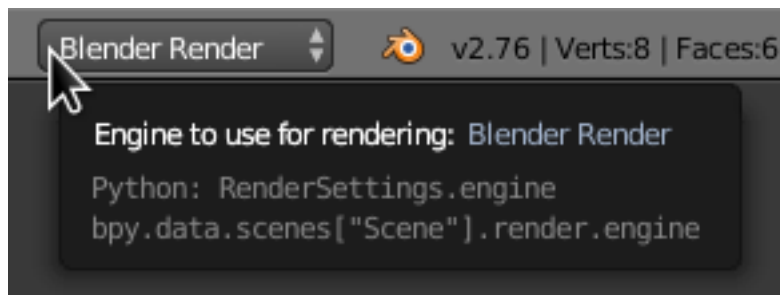 Blender Render v2.76 | Verts:8 | Faces:6
Engine to use for rendering: Blender Render
Python: RenderSettings.engine
bpy.data.scenes["Scene"].render.engine